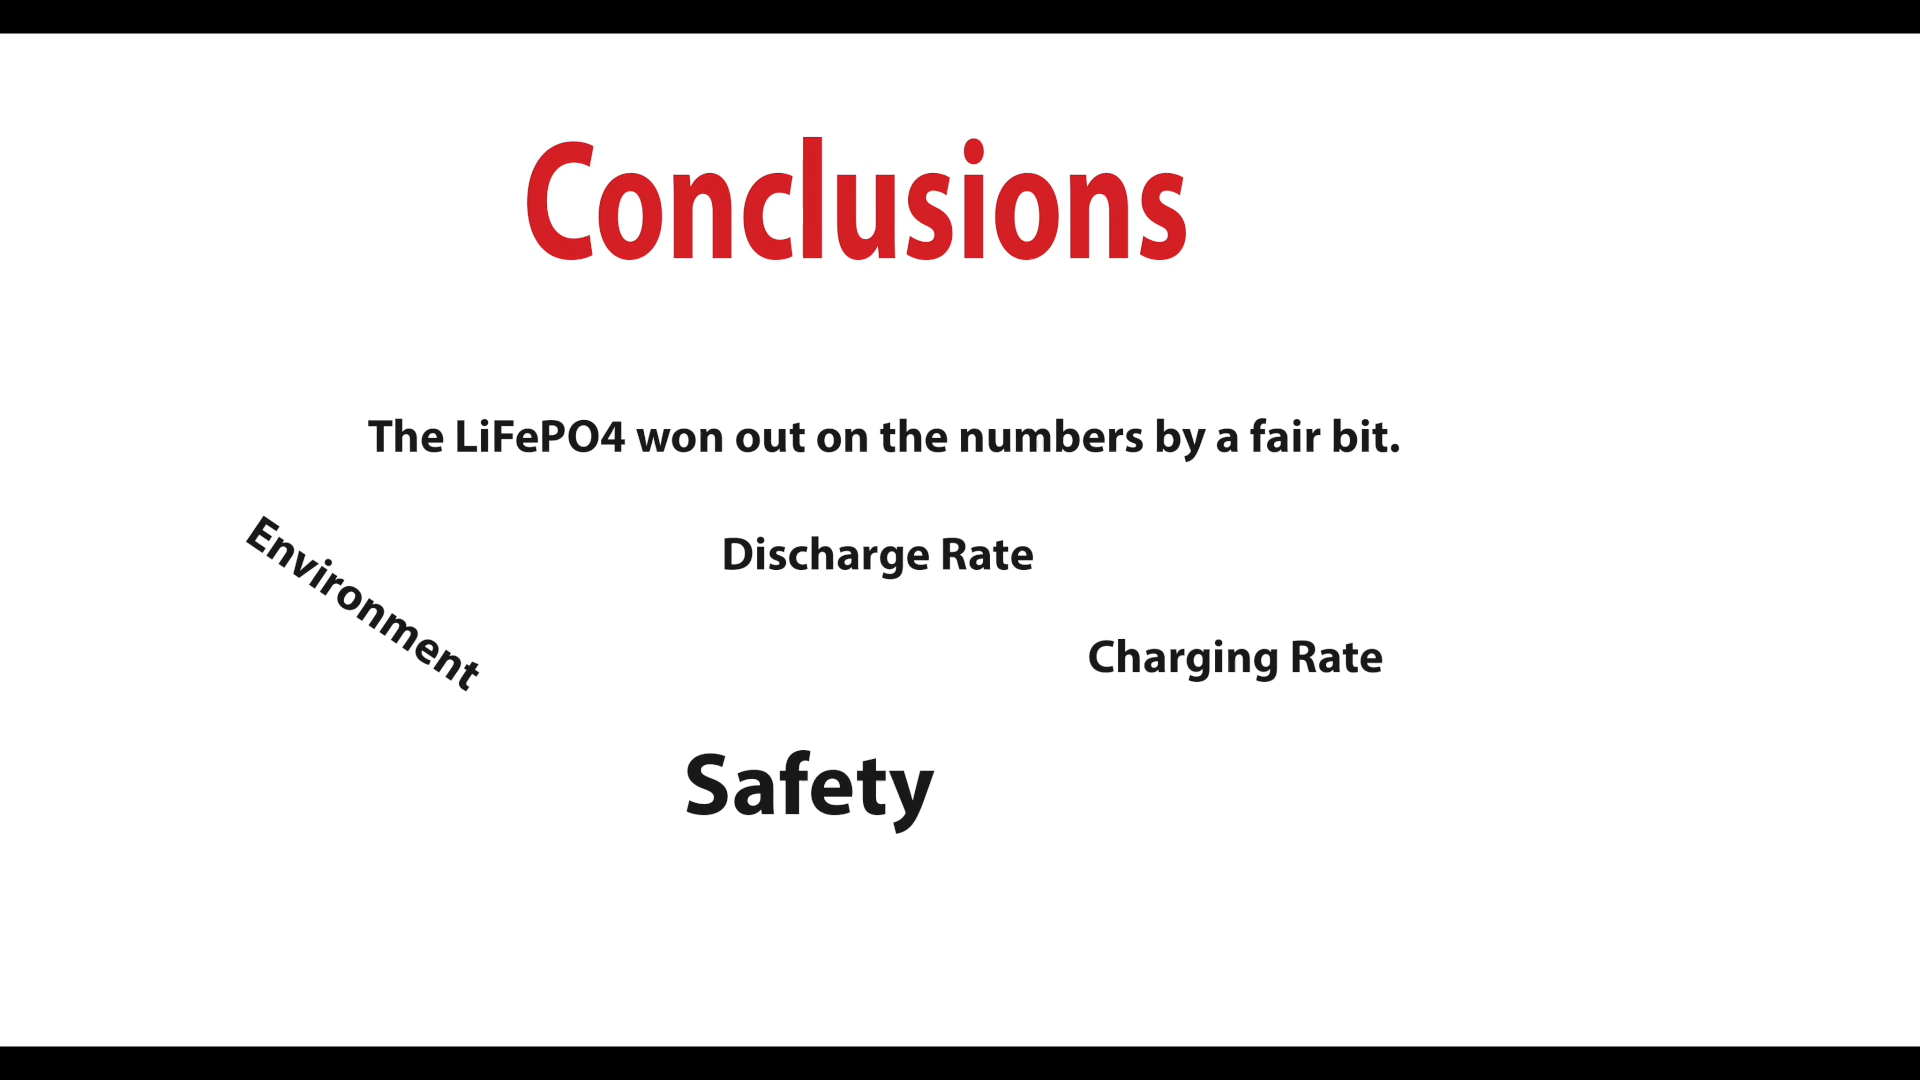 Conclusions
The LiFePO4 won out on the numbers by a fair bit.
Environment
Discharge Rate
Charging Rate
Safety